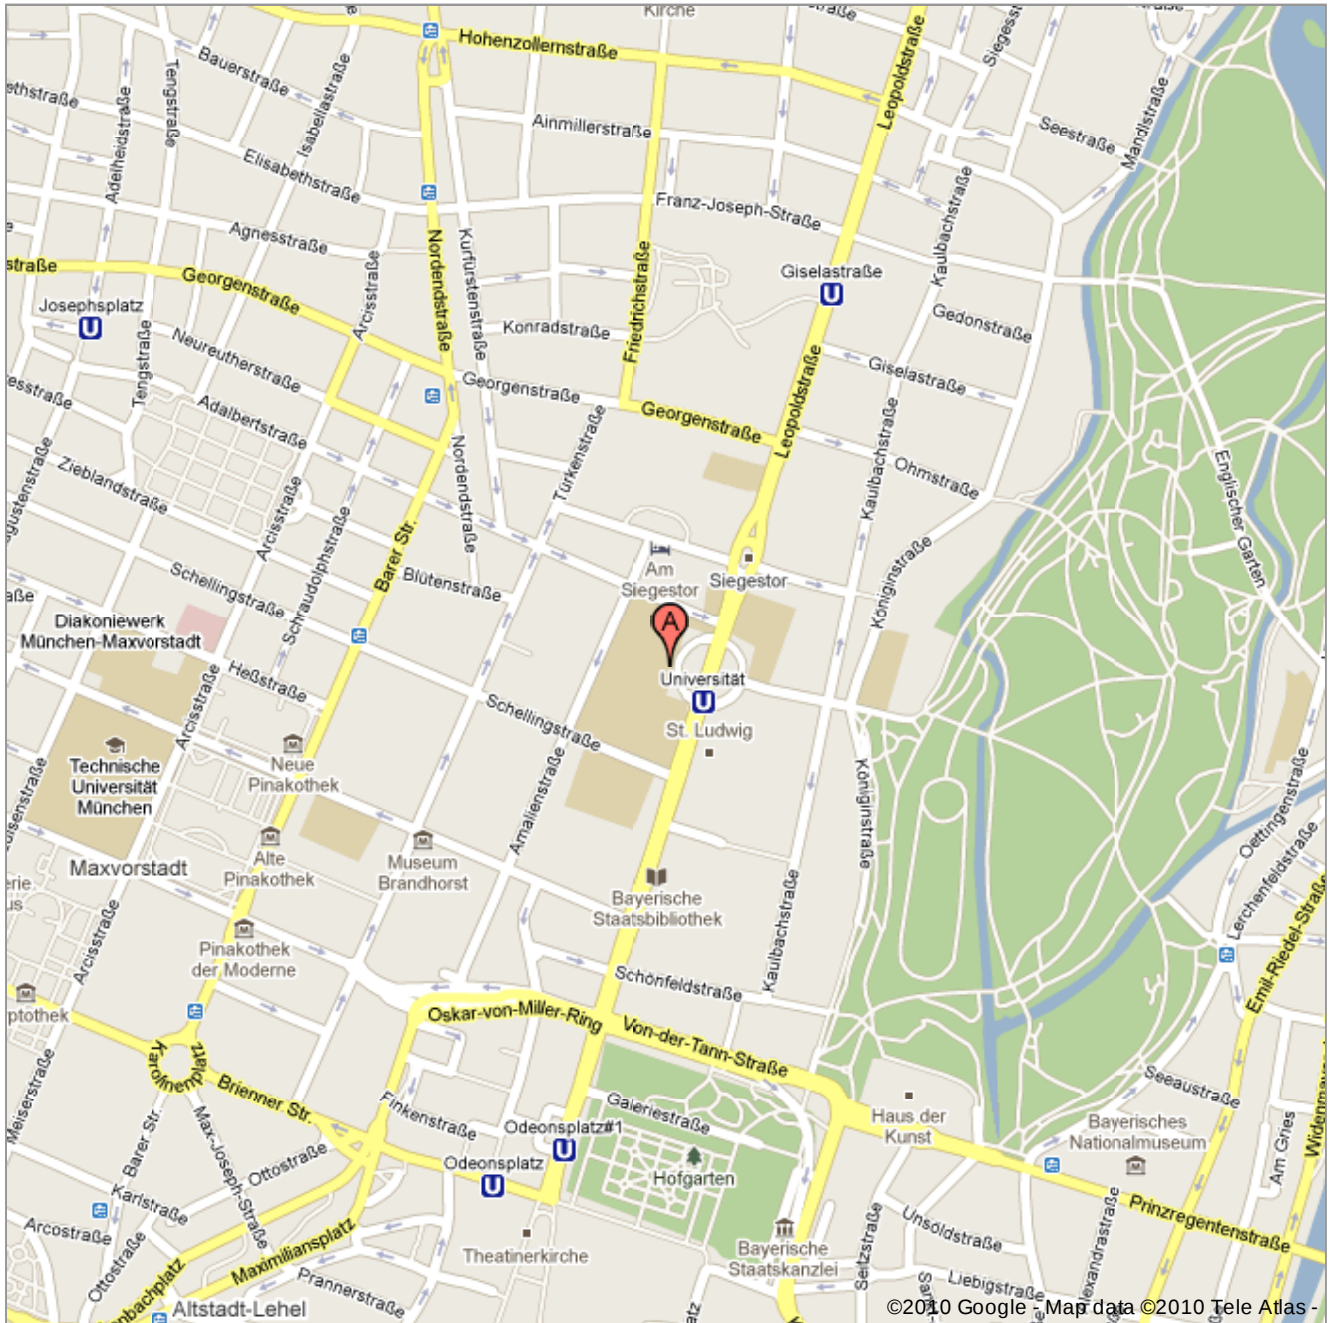 Kirche
Hohenzollernstraße
Leopoldstraße
Bauerstraße
Tengstraße
Isabellastraße
Adelheidstraße
Ainmillerstraße
Seestraße
Mandlstraße
Elisabethstraße
Franz-Joseph-Straße
Kaulbachstraße
Agnesstraße
Arcisstraße
Nordendstraße
Kurfürstenstraße
Friedrichstraße
Giselastraße
U
straße
Georgenstraße
Josephsplatz
U
Konradstraße
Gedonstraße
Neureutherstraße
Tengstraße
Giselastraße
Leopoldstraße
Georgenstraße
Georgenstraße
Adalbertstraße
Türkenstraße
Kaulbachstraße
Ohmstraße
Zieblandstraße
Nordendstraße
Englischer Garten
Arcisstraße
Schraudolphstraße
Barer Str.
Am
Siegestor
Siegestor
Königinstraße
Schellingstraße
Blütenstraße
Diakoniewerk
München-Maxvorstadt
A
Universität
U
Heßstraße
Arcisstraße
Schellingstraße
St. Ludwig
Technische
Universität
München
Neue
Pinakothek
Amalienstraße
Königinstraße
Oettingenstraße
Maxvorstadt
Alte
Pinakothek
Museum
Brandhorst
Bayerische
Staatsbibliothek
Kaulbachstraße
Lerchenfeldstraße
Emil-Riedel-Straße
Arcisstraße
Pinakothek
der Moderne
Schönfeldstraße
ptothek
Oskar-von-Miller-Ring
Von-der-Tann-Straße
Karolinenplatz
Brienner Str.
Meiserstraße
Finkenstraße
Galeriestraße
Haus der
Kunst
Seeaustraße
Bayerisches
Nationalmuseum
Am Gries
Odeonsplatz#1
U
Odeonsplatz
U
Hofgarten
Barer Str.
Max-Joseph-Straße
Ottostraße
Karlstraße
Arcostraße
Ottostraße
Maximiliansplatz
Theatinerkirche
Bayerische
Staatskanzlei
Seitzstraße
Unsöldstraße
Prinzregentenstraße
Prannerstraße
Liebigstraße
Altstadt-Lehel
©2010 Google - Map data ©2010 Tele Atlas -